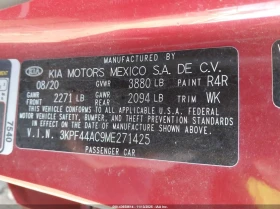 MANUFACTURED BY
KIA KIA MOTORS MEXICO S.A. DE C.V.
08/20 GVWR 3880 LB PAINT R4R
GAWR GAWR
FRONT 2271 LB REAR 2094 LB TRIM WK
THIS VEHICLE CONFORMS TO ALL APPLICABLE
U.S. FEDERAL MOTOR VEHICLE SAFETY,
BUMPER, AND THEFT PREVENTION STANDARDS
IN EFFECT ON THE DATE OF MANUFACTURE
SHOWN ABOVE.
V.I.N. 3KPF44AC9ME271425
PASSENGER CAR
7540